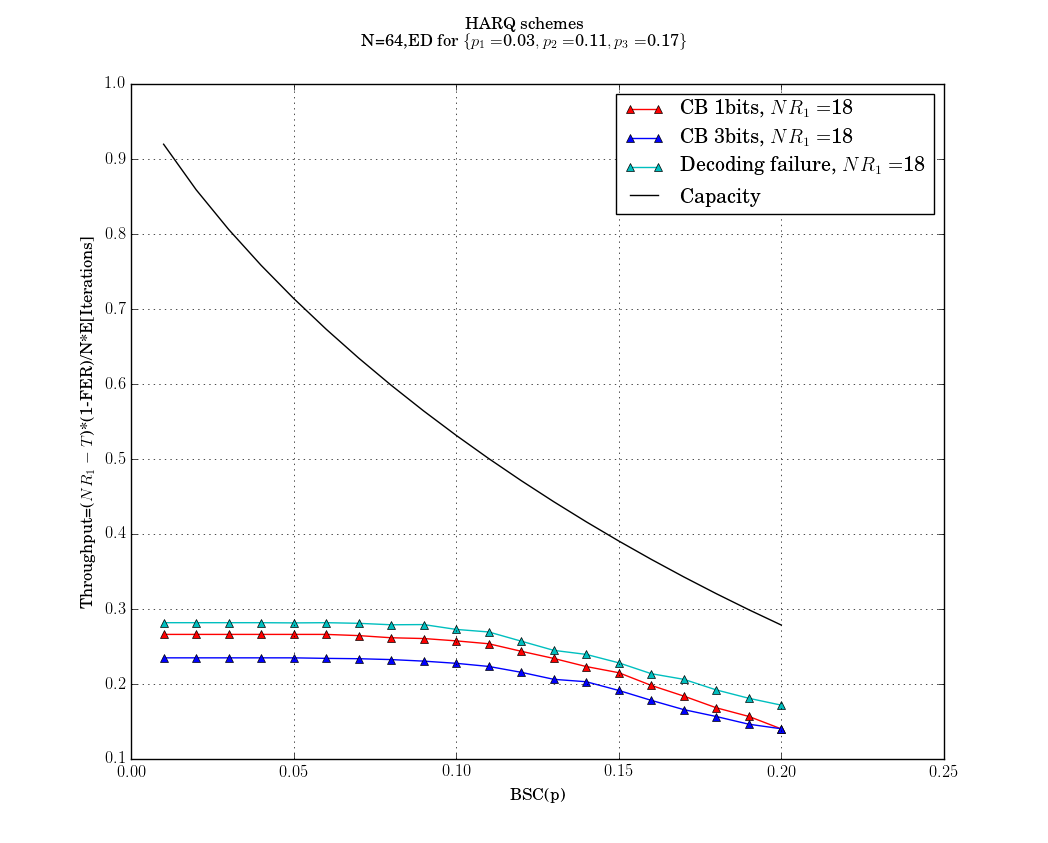 HARQ schemes
N=64,ED for {p₁ =0.03, p₂ =0.11, p₃ =0.17}
CB 1bits, NR₁ =18
CB 3bits, NR₁ =18
Decoding failure, NR₁ =18
Capacity
Throughput=(NR₁ − T)*(1-FER)/N*E[Iterations]
1.0
0.9
0.8
0.7
0.6
0.5
0.4
0.3
0.2
0.1
0.00 0.05 0.10 0.15 0.20 0.25
BSC(p)